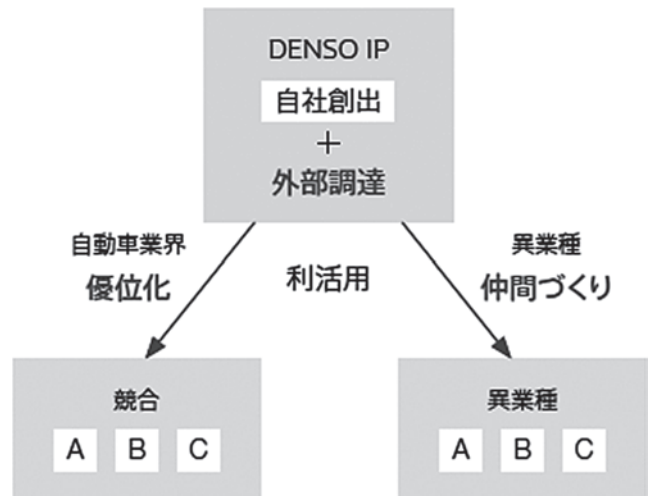 DENSO IP
自社創出
+
外部調達
自動車業界
優位化
利活用
異業種
仲間づくり
競合
A B C
異業種
A B C